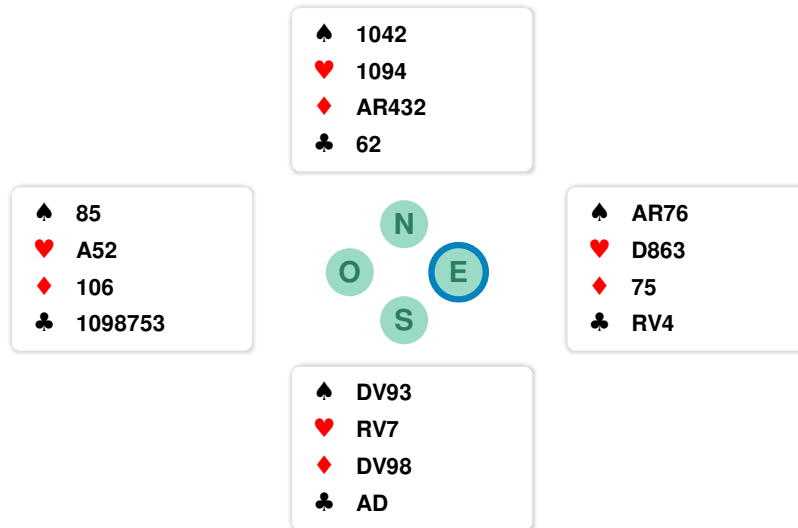 ♠ 1042
♥ 1094
♦ AR432
♣ 62
♠ 85
♥ A52
♦ 106
♣ 1098753
N
O
E
S
♠ AR76
♥ D863
♦ 75
♣ RV4
♠ DV93
♥ RV7
♦ DV98
♣ AD